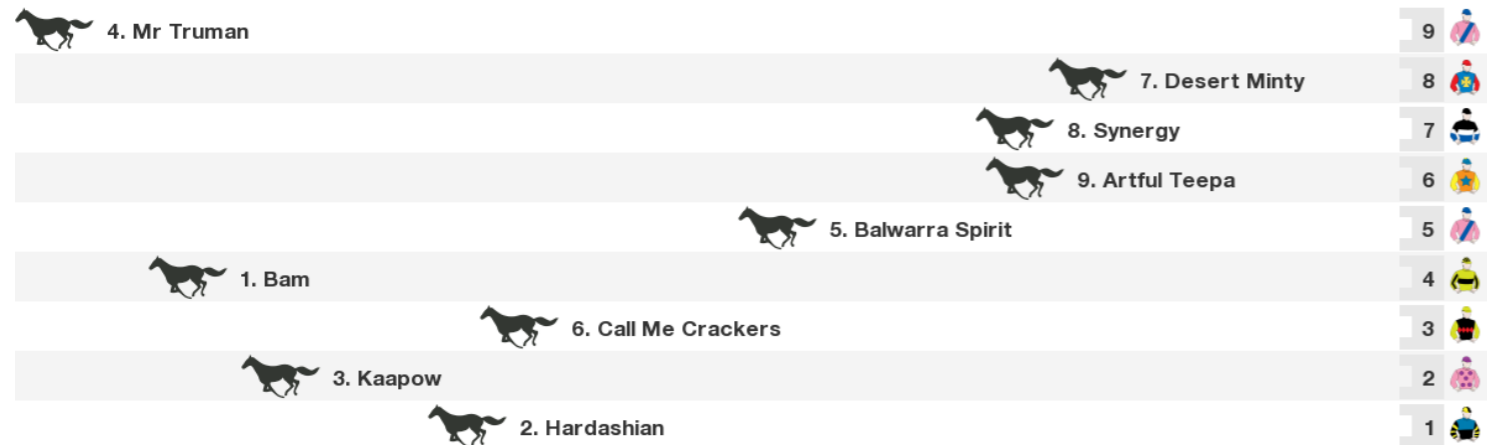 4. Mr Truman 9
7. Desert Minty 8
8. Synergy 7
9. Artful Teepa 6
5. Balwarra Spirit 5
1. Bam 4
6. Call Me Crackers 3
3. Kaapow 2
2. Hardashian 1